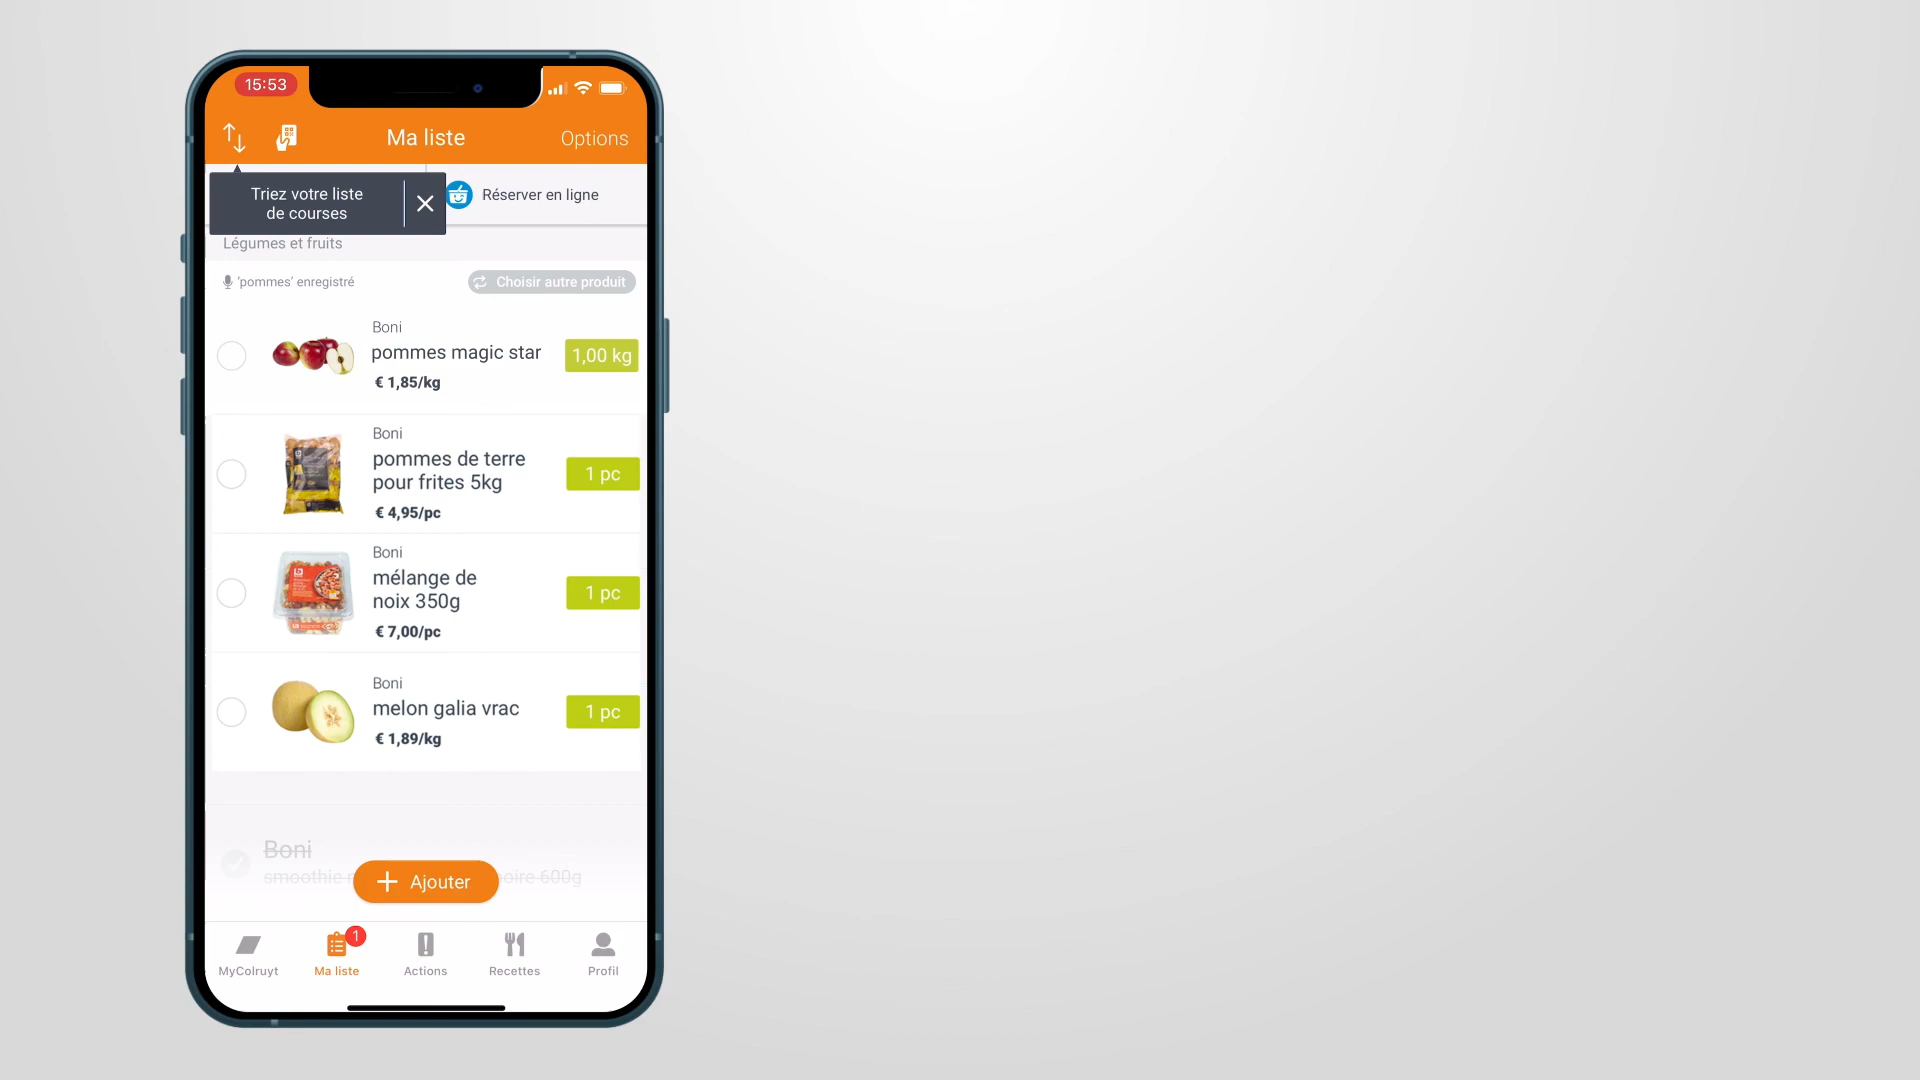 15:53
Ma liste
Options
Triez votre liste
de courses
Réserver en ligne
Légumes et fruits
'pommes' enregistré
Choisir autre produit
Boni
pommes magic star
€ 1,85/kg
1,00 kg
Boni
pommes de terre
pour frites 5kg
€ 4,95/pc
1 pc
Boni
mélange de
noix 350g
€ 7,00/pc
1 pc
Boni
melon galia vrac
€ 1,89/kg
1 pc
Boni
smoothie
oire 600g
Ajouter
1
MyColruyt
Ma liste
Actions
Recettes
Profil